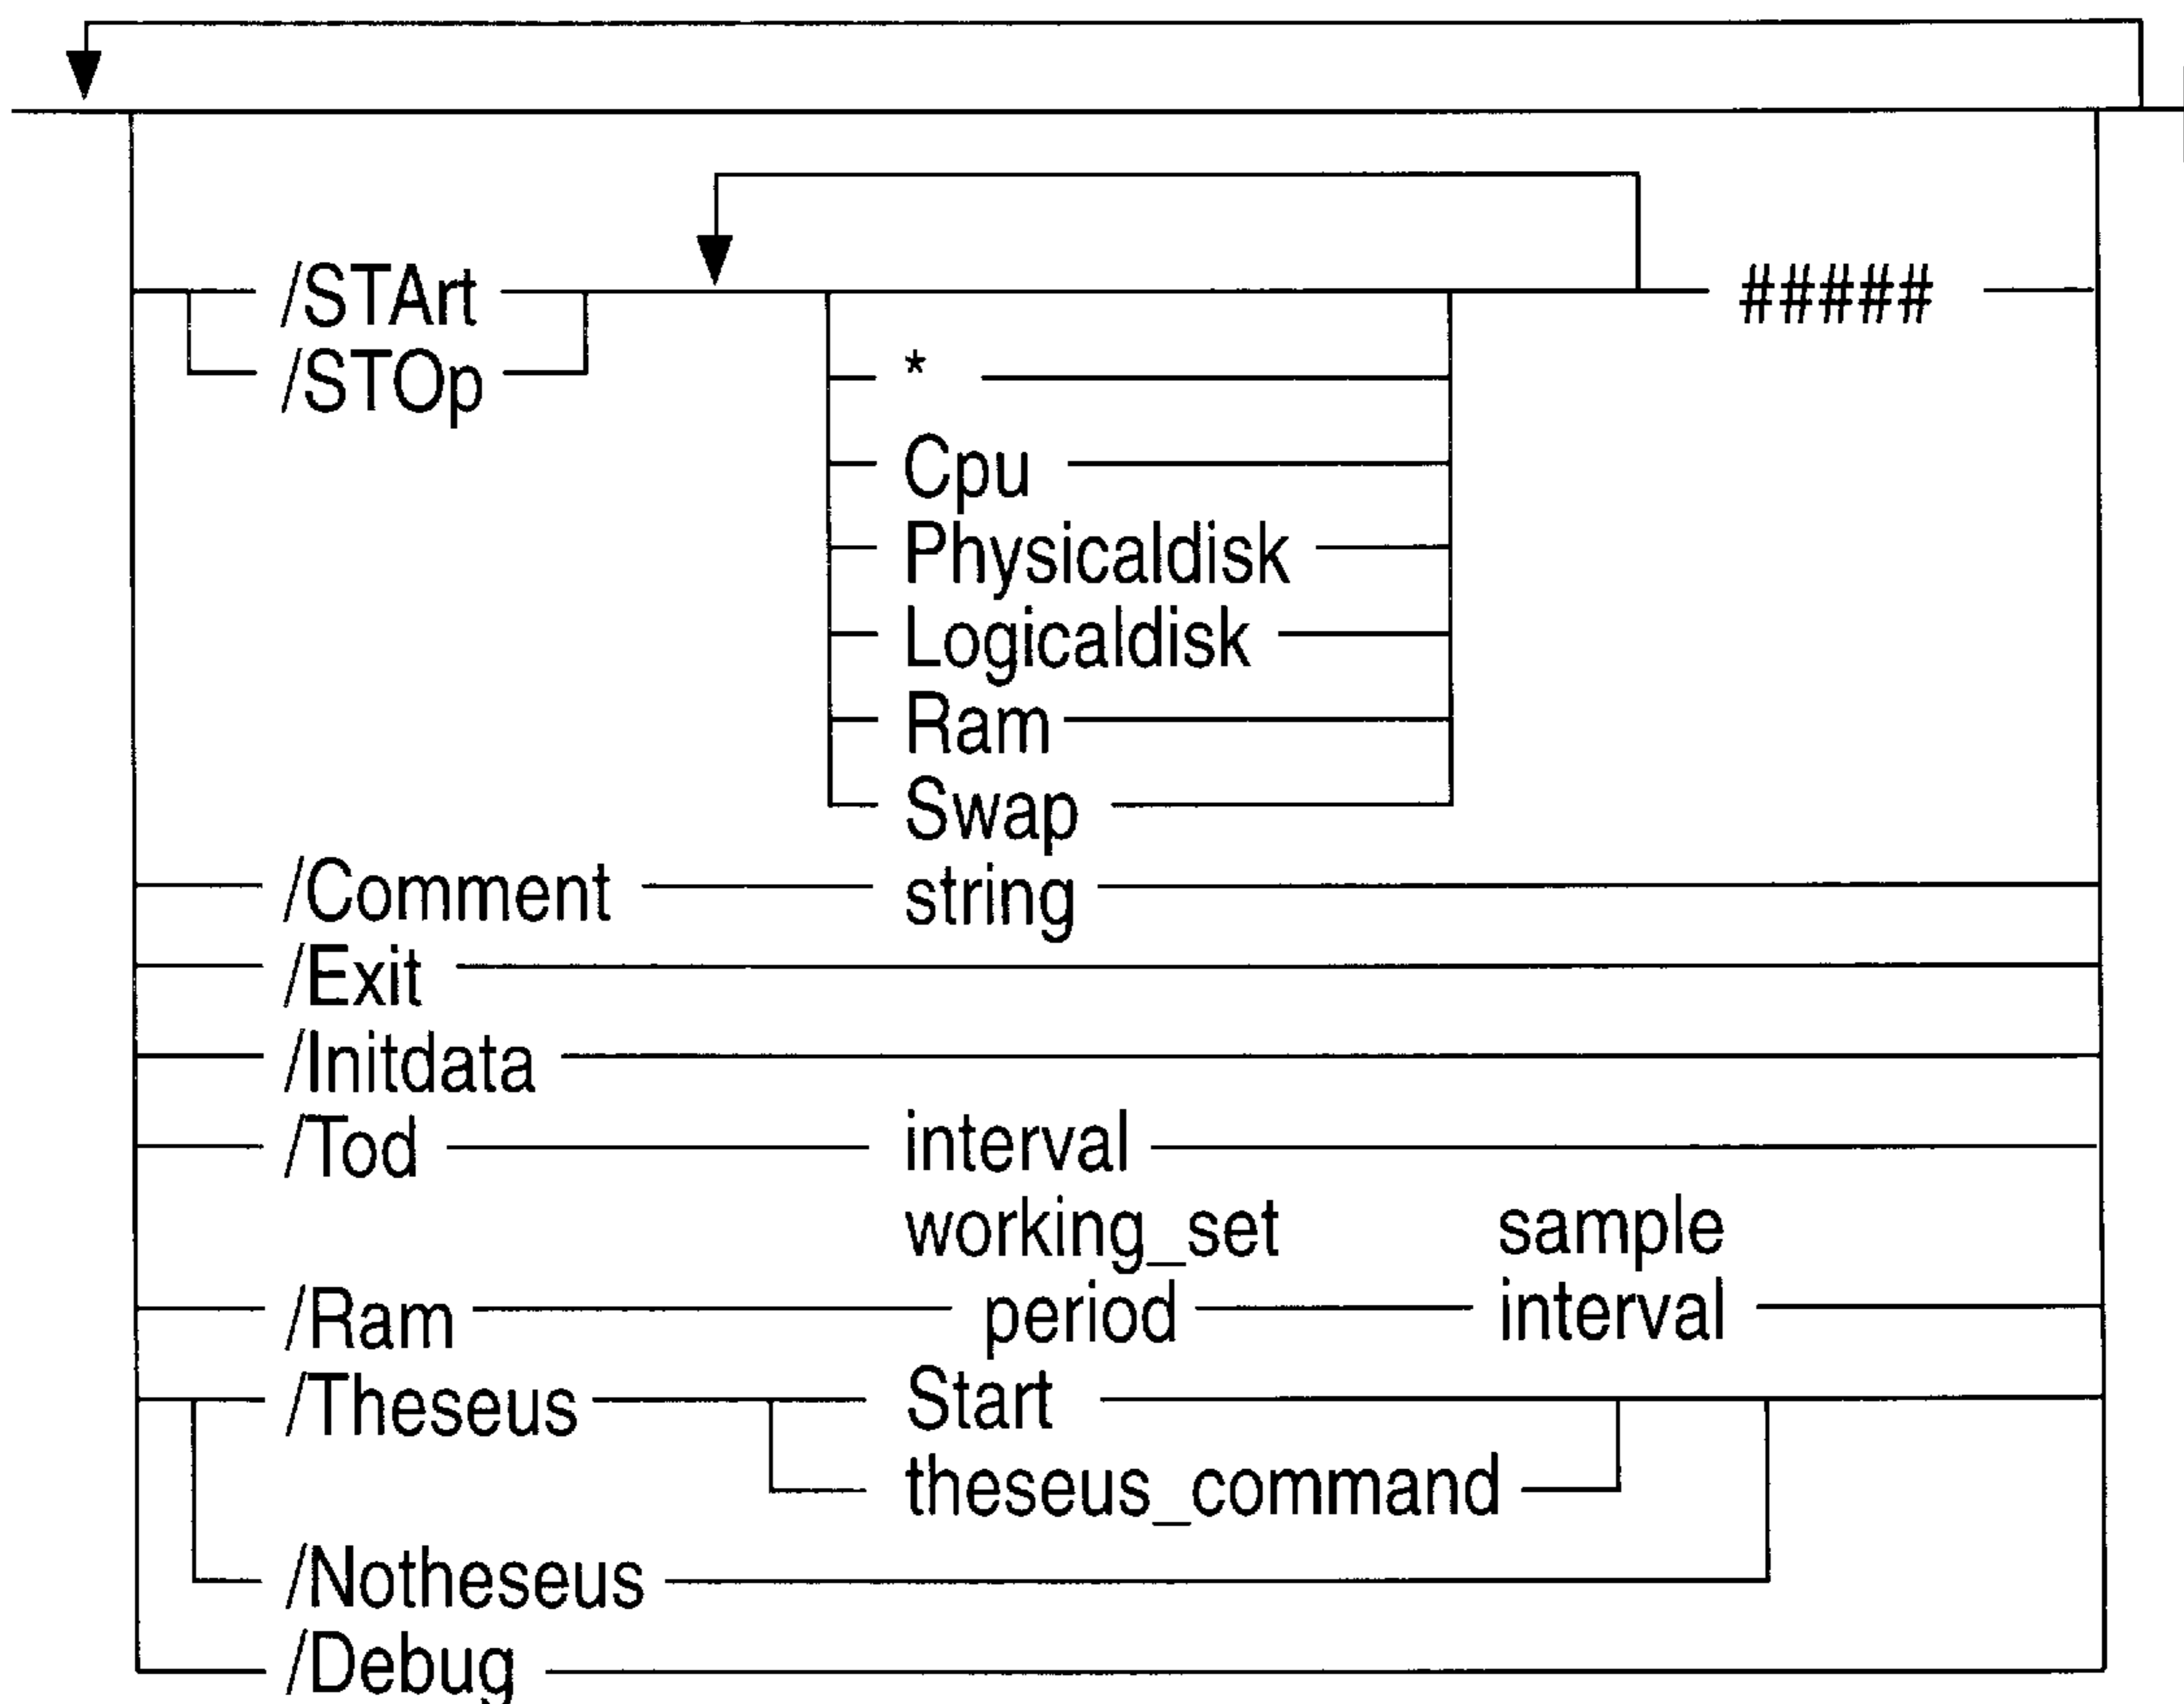 /STArt #####
/STOp *
Cpu
Physicaldisk
Logicaldisk
Ram
Swap
/Comment string
/Exit
/Initdata
/Tod interval
working_set sample
/Ram period interval
/Theseus Start
theseus_command
/Notheseus
/Debug